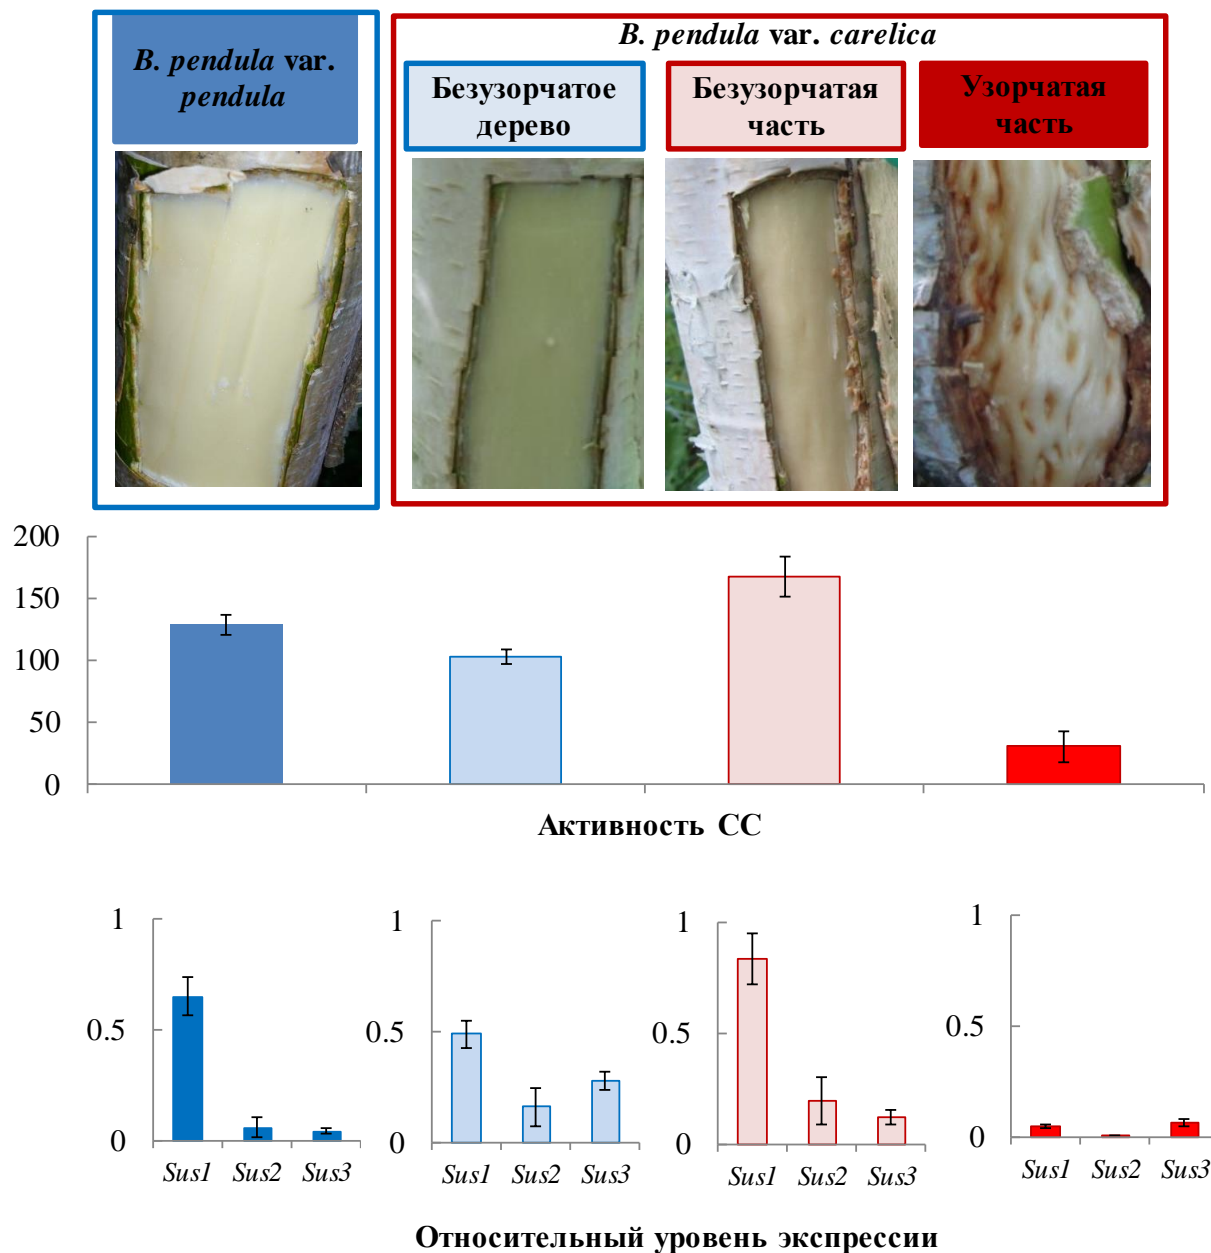 B. pendula var.
pendula
B. pendula var. carelica
Безузорчатое
дерево
Безузорчатая
часть
Узорчатая
часть
200
150
100
50
0
Активность СС
1
0.5
0
Sus1 Sus2 Sus3
1
0.5
0
Sus1 Sus2 Sus3
1
0.5
0
Sus1 Sus2 Sus3
1
0.5
0
Sus1 Sus2 Sus3
Относительный уровень экспрессии